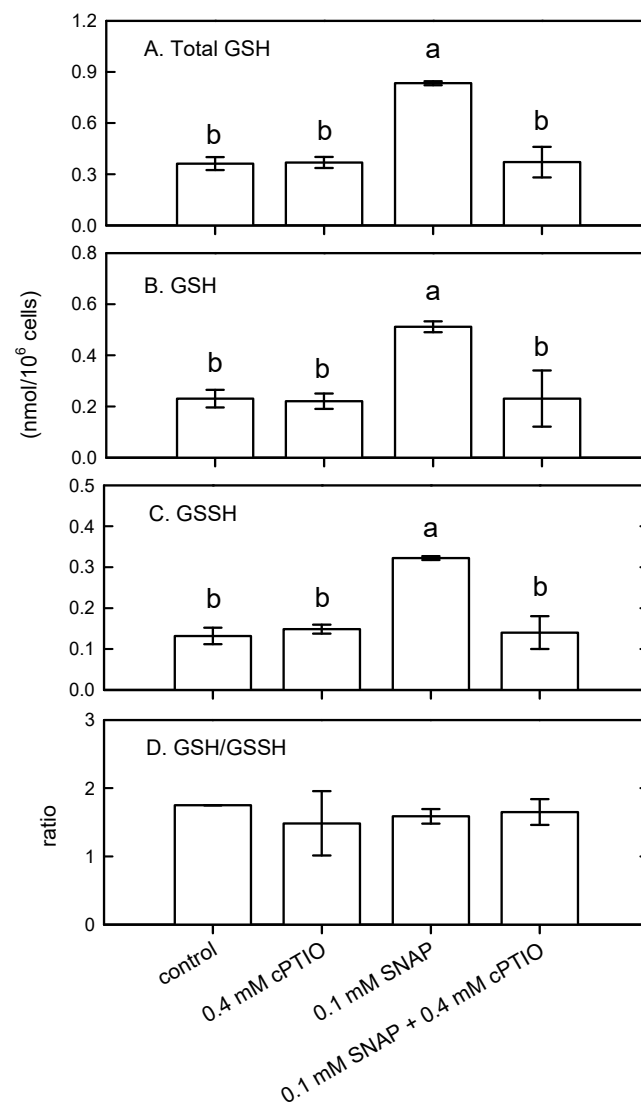 1.2
A. Total GSH
a
0.9
0.6
b
b
b
0.3
0.0
0.8
B. GSH
a
0.6
0.4
b
b
b
0.2
0.0
(nmol/10⁶ cells)
0.5
C. GSSH
a
0.4
0.3
b
b
b
0.2
0.1
0.0
3
D. GSH/GSSH
2
1
0
ratio
control
0.4 mM cPTIO
0.1 mM SNAP
0.1 mM SNAP + 0.4 mM cPTIO